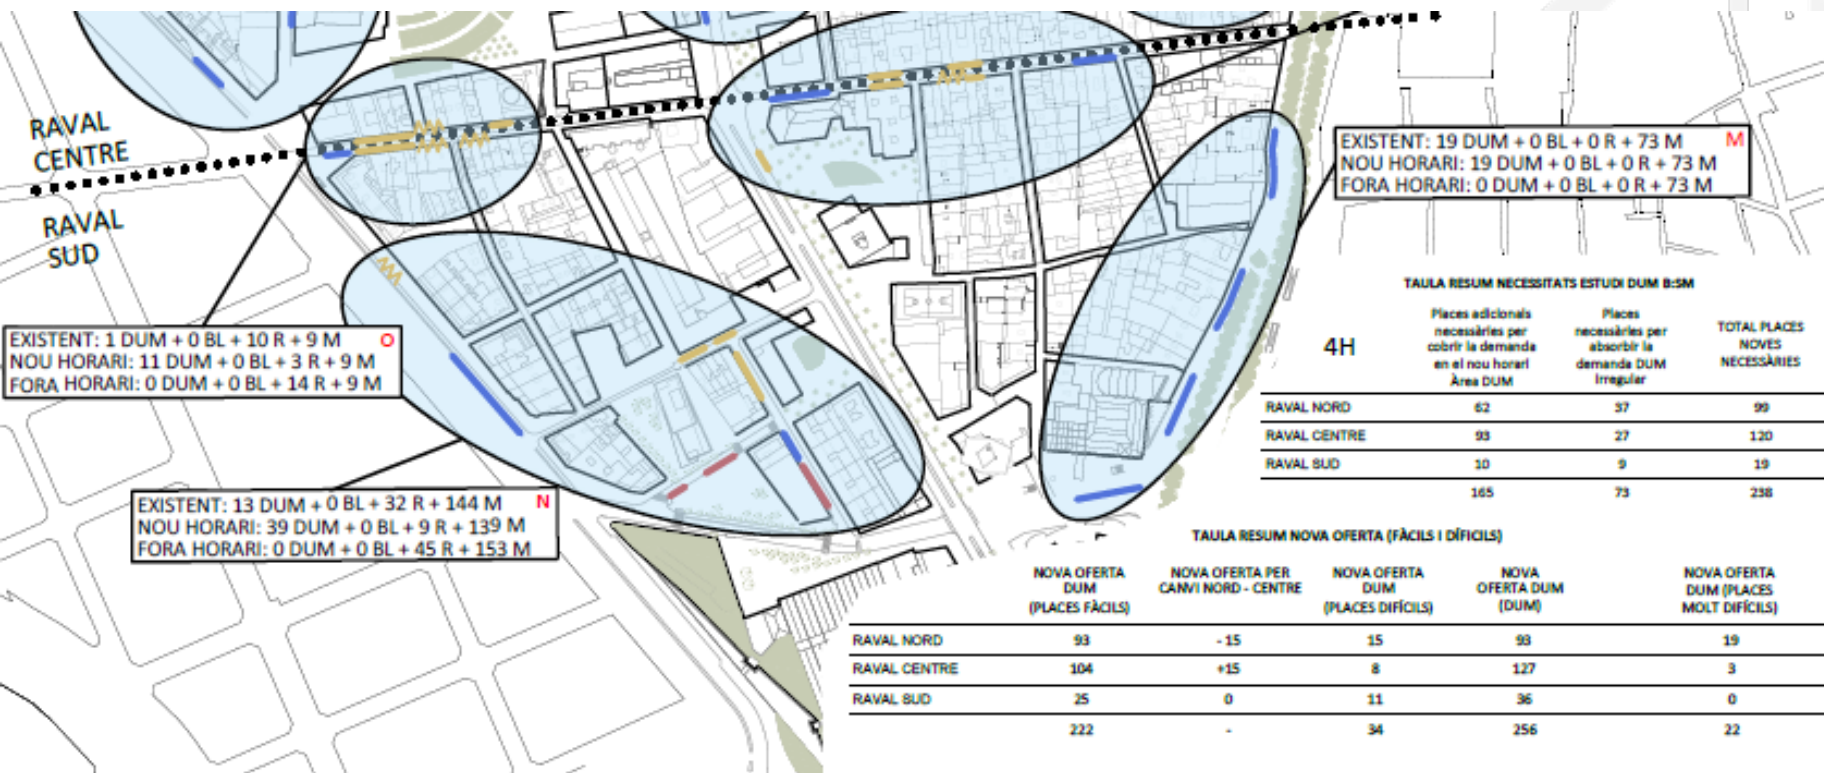 RAVAL
CENTRE
RAVAL
SUD
EXISTENT: 19 DUM + 0 BL + 0 R + 73 M
M
NOU HORARI: 19 DUM + 0 BL + 0 R + 73 M
FORA HORARI: 0 DUM + 0 BL + 0 R + 73 M
EXISTENT: 1 DUM + 0 BL + 10 R + 9 M
O
NOU HORARI: 11 DUM + 0 BL + 3 R + 9 M
FORA HORARI: 0 DUM + 0 BL + 14 R + 9 M
EXISTENT: 13 DUM + 0 BL + 32 R + 144 M
N
NOU HORARI: 39 DUM + 0 BL + 9 R + 139 M
FORA HORARI: 0 DUM + 0 BL + 45 R + 153 M
TAULA RESUM NECESSITATS ESTUDI DUM B:SM
4H
Places adicionals
necessàries per
cobrir la demanda
en el nou horari
Àrea DUM
Places
necessàries per
absorbir la
demanda DUM
Irregular
TOTAL PLACES
NOVES
NECESSÀRIES
RAVAL NORD 62 37 99
RAVAL CENTRE 93 27 120
RAVAL SUD 10 9 19
165 73 238
TAULA RESUM NOVA OFERTA (FÀCILS I DÍFICILS)
NOVA OFERTA
DUM
(PLACES FÀCILS)
NOVA OFERTA PER
CANVI NORD - CENTRE
NOVA OFERTA
DUM
(PLACES DIFÍCILS)
NOVA
OFERTA DUM
(DUM)
NOVA OFERTA
DUM (PLACES
MOLT DIFÍCILS)
RAVAL NORD 93 - 15 15 93 19
RAVAL CENTRE 104 +15 8 127 3
RAVAL SUD 25 0 11 36 0
222 - 34 256 22